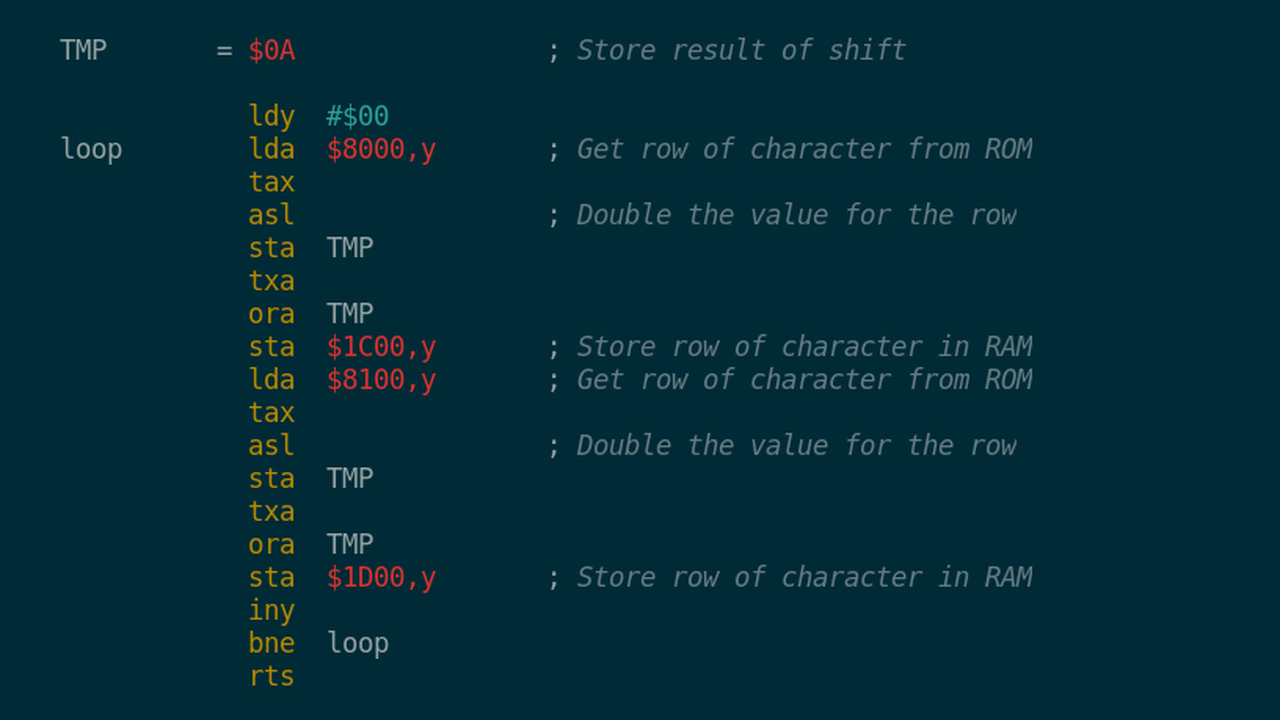 TMP = $0A ; Store result of shift
ldy #$00
loop lda $8000,y ; Get row of character from ROM
tax
asl ; Double the value for the row
sta TMP
txa
ora TMP
sta $1C00,y ; Store row of character in RAM
lda $8100,y ; Get row of character from ROM
tax
asl ; Double the value for the row
sta TMP
txa
ora TMP
sta $1D00,y ; Store row of character in RAM
iny
bne loop
rts